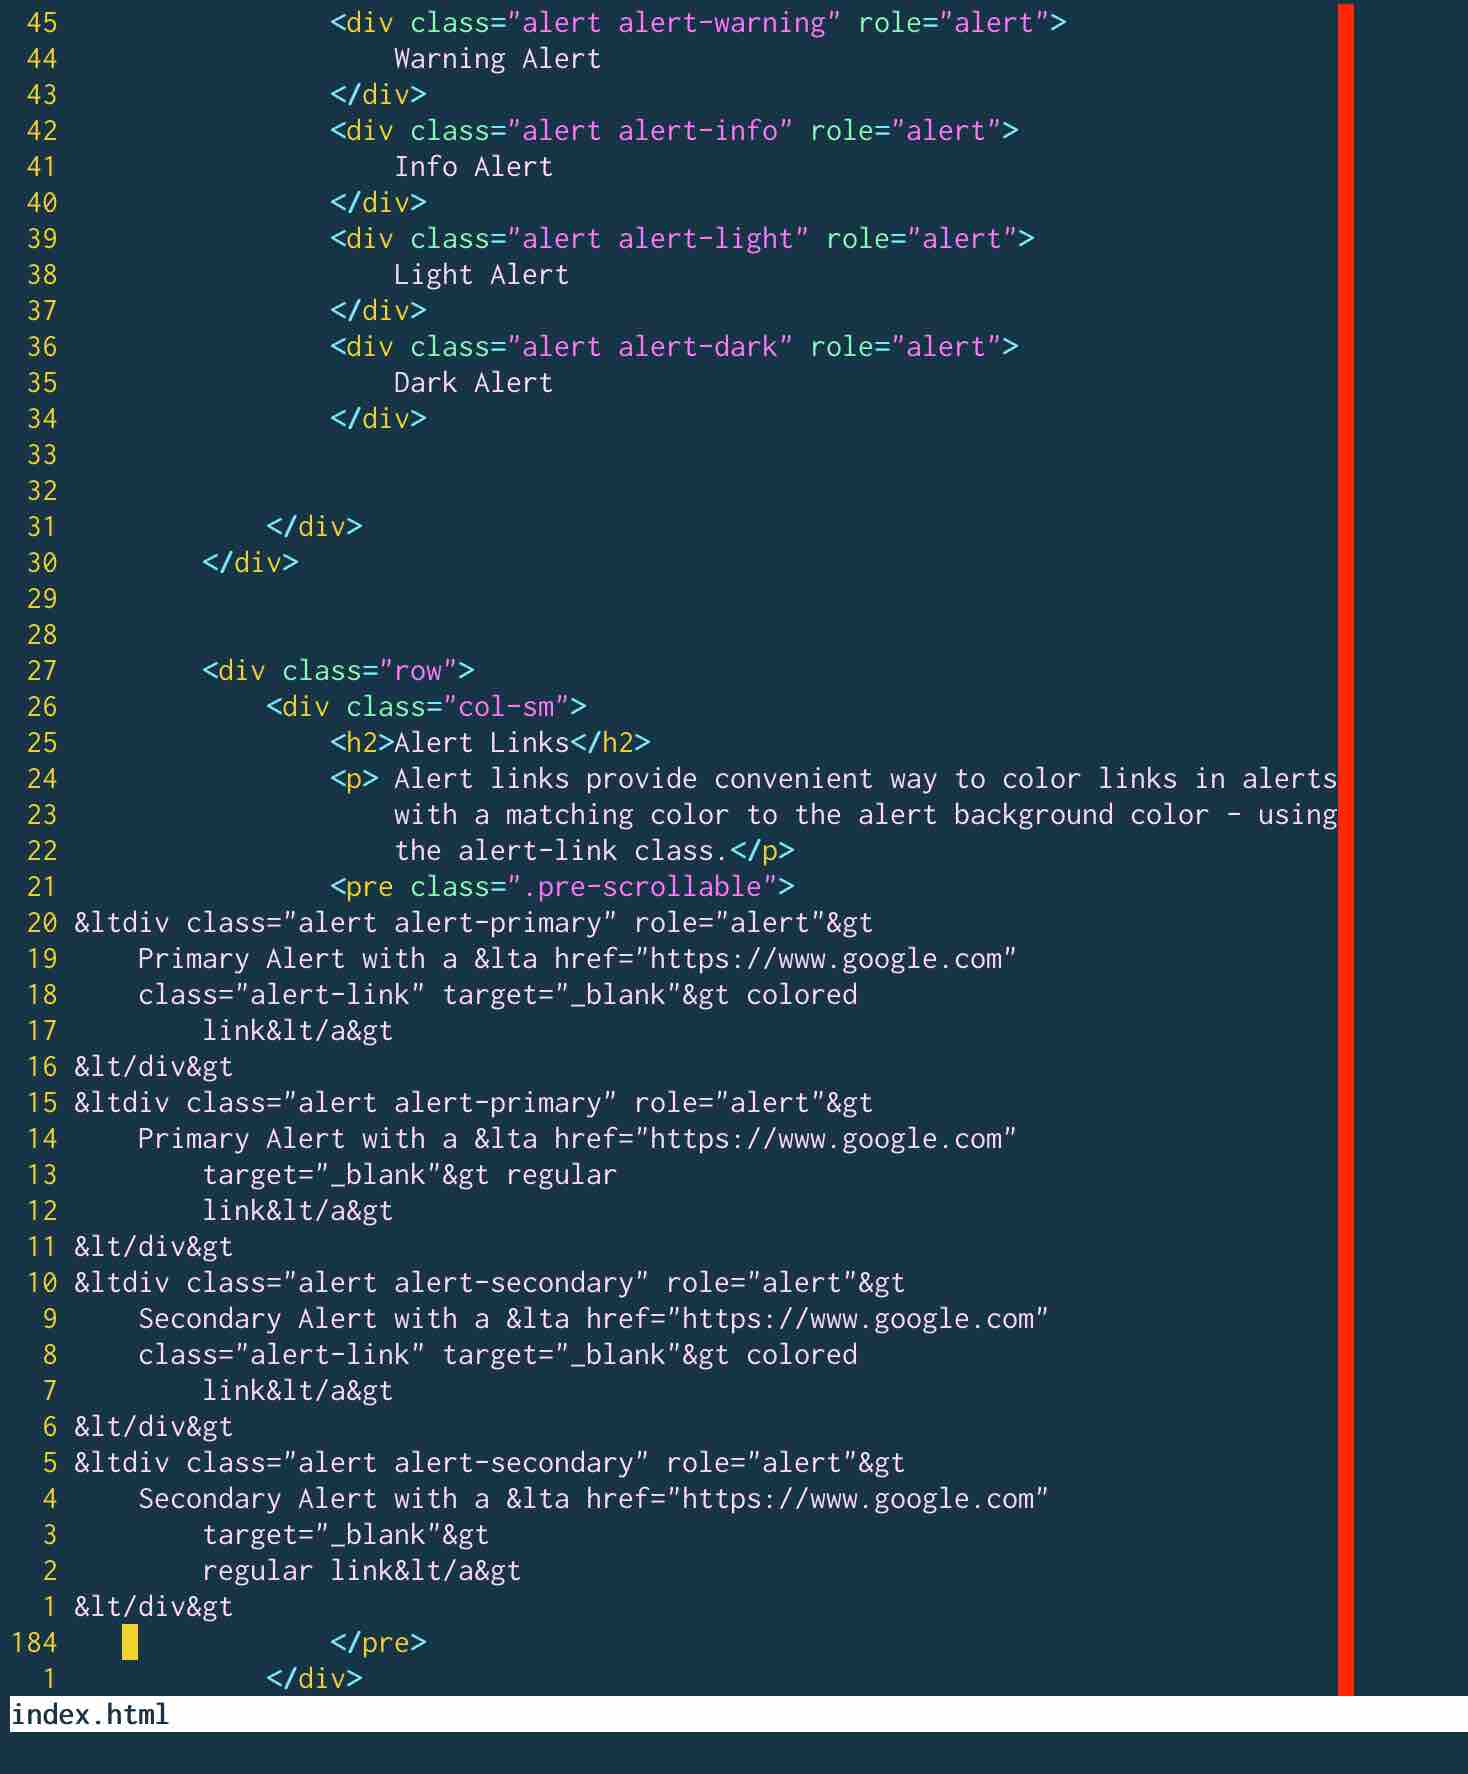 45                 <div class="alert alert-warning" role="alert">
44                     Warning Alert
43                 </div>
42                 <div class="alert alert-info" role="alert">
41                     Info Alert
40                 </div>
39                 <div class="alert alert-light" role="alert">
38                     Light Alert
37                 </div>
36                 <div class="alert alert-dark" role="alert">
35                     Dark Alert
34                 </div>
33
32
31             </div>
30         </div>
29
28
27         <div class="row">
26             <div class="col-sm">
25                 <h2>Alert Links</h2>
24                 <p> Alert links provide convenient way to color links in alerts
23                     with a matching color to the alert background color - using
22                     the alert-link class.</p>
21                 <pre class=".pre-scrollable">
20 &ltdiv class="alert alert-primary" role="alert"&gt
19     Primary Alert with a &lta href="https://www.google.com"
18     class="alert-link" target="_blank"&gt colored
17         link&lt/a&gt
16 &lt/div&gt
15 &ltdiv class="alert alert-primary" role="alert"&gt
14     Primary Alert with a &lta href="https://www.google.com"
13         target="_blank"&gt regular
12         link&lt/a&gt
11 &lt/div&gt
10 &ltdiv class="alert alert-secondary" role="alert"&gt
9     Secondary Alert with a &lta href="https://www.google.com"
8     class="alert-link" target="_blank"&gt colored
7         link&lt/a&gt
6 &lt/div&gt
5 &ltdiv class="alert alert-secondary" role="alert"&gt
4     Secondary Alert with a &lta href="https://www.google.com"
3         target="_blank"&gt
2         regular link&lt/a&gt
1 &lt/div&gt
184                 </pre>
1             </div>
index.html